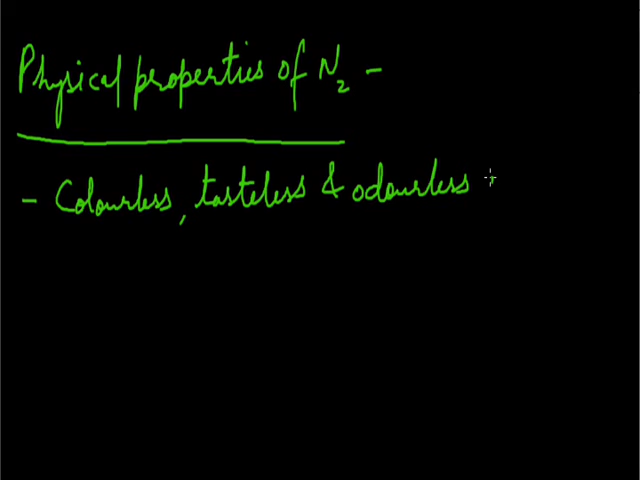 Physical properties of N₂ -
- Colourless, tasteless & odourless